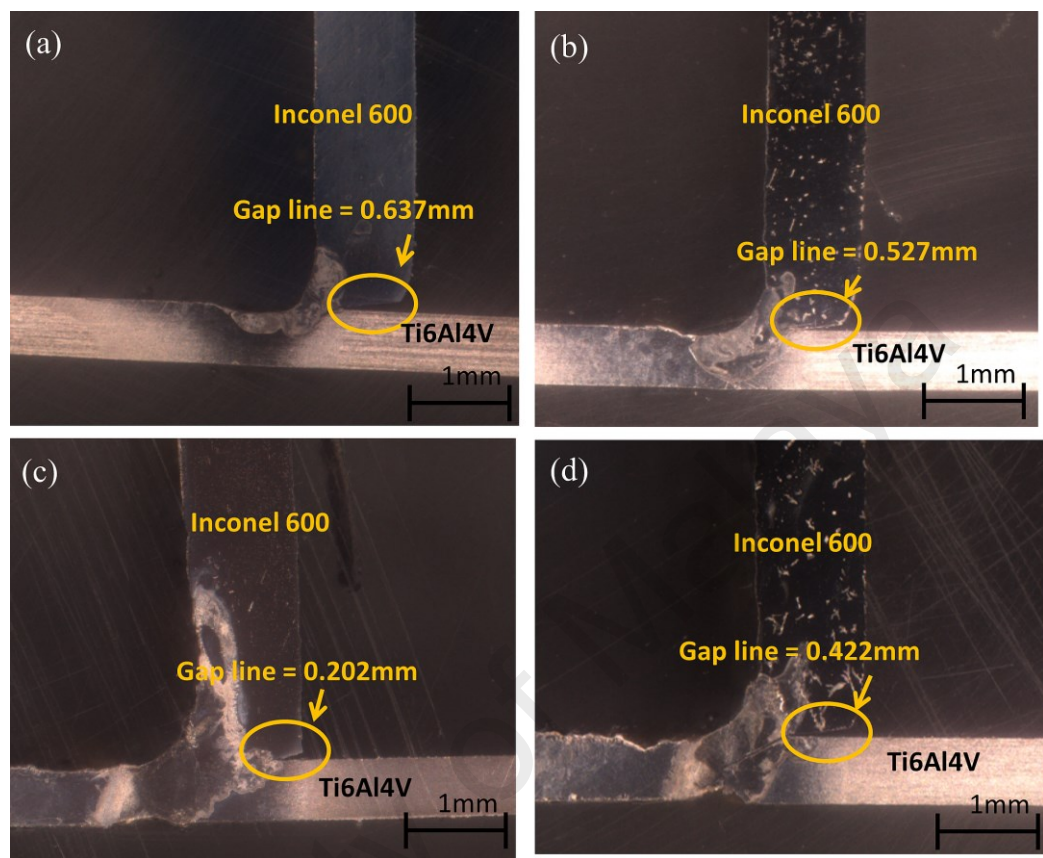 (a)
Inconel 600
Gap line = 0.637mm
Ti6Al4V
1mm
(b)
Inconel 600
Gap line = 0.527mm
Ti6Al4V
1mm
(c)
Inconel 600
Gap line = 0.202mm
Ti6Al4V
1mm
(d)
Inconel 600
Gap line = 0.422mm
Ti6Al4V
1mm